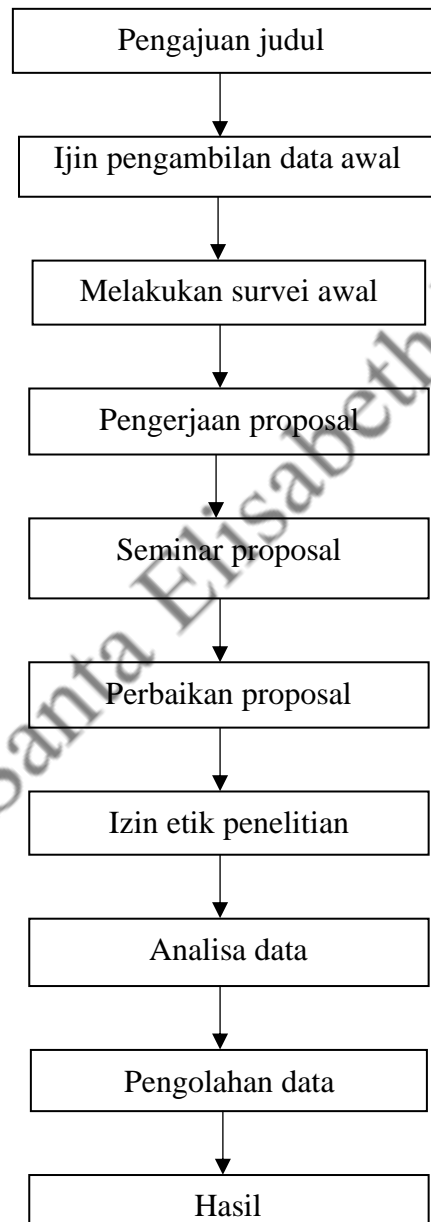 Pengajuan judul
Ijin pengambilan data awal
Melakukan survei awal
Pengerjaan proposal
Seminar proposal
Perbaikan proposal
Izin etik penelitian
Analisa data
Pengolahan data
Hasil
Santa Elisabeth